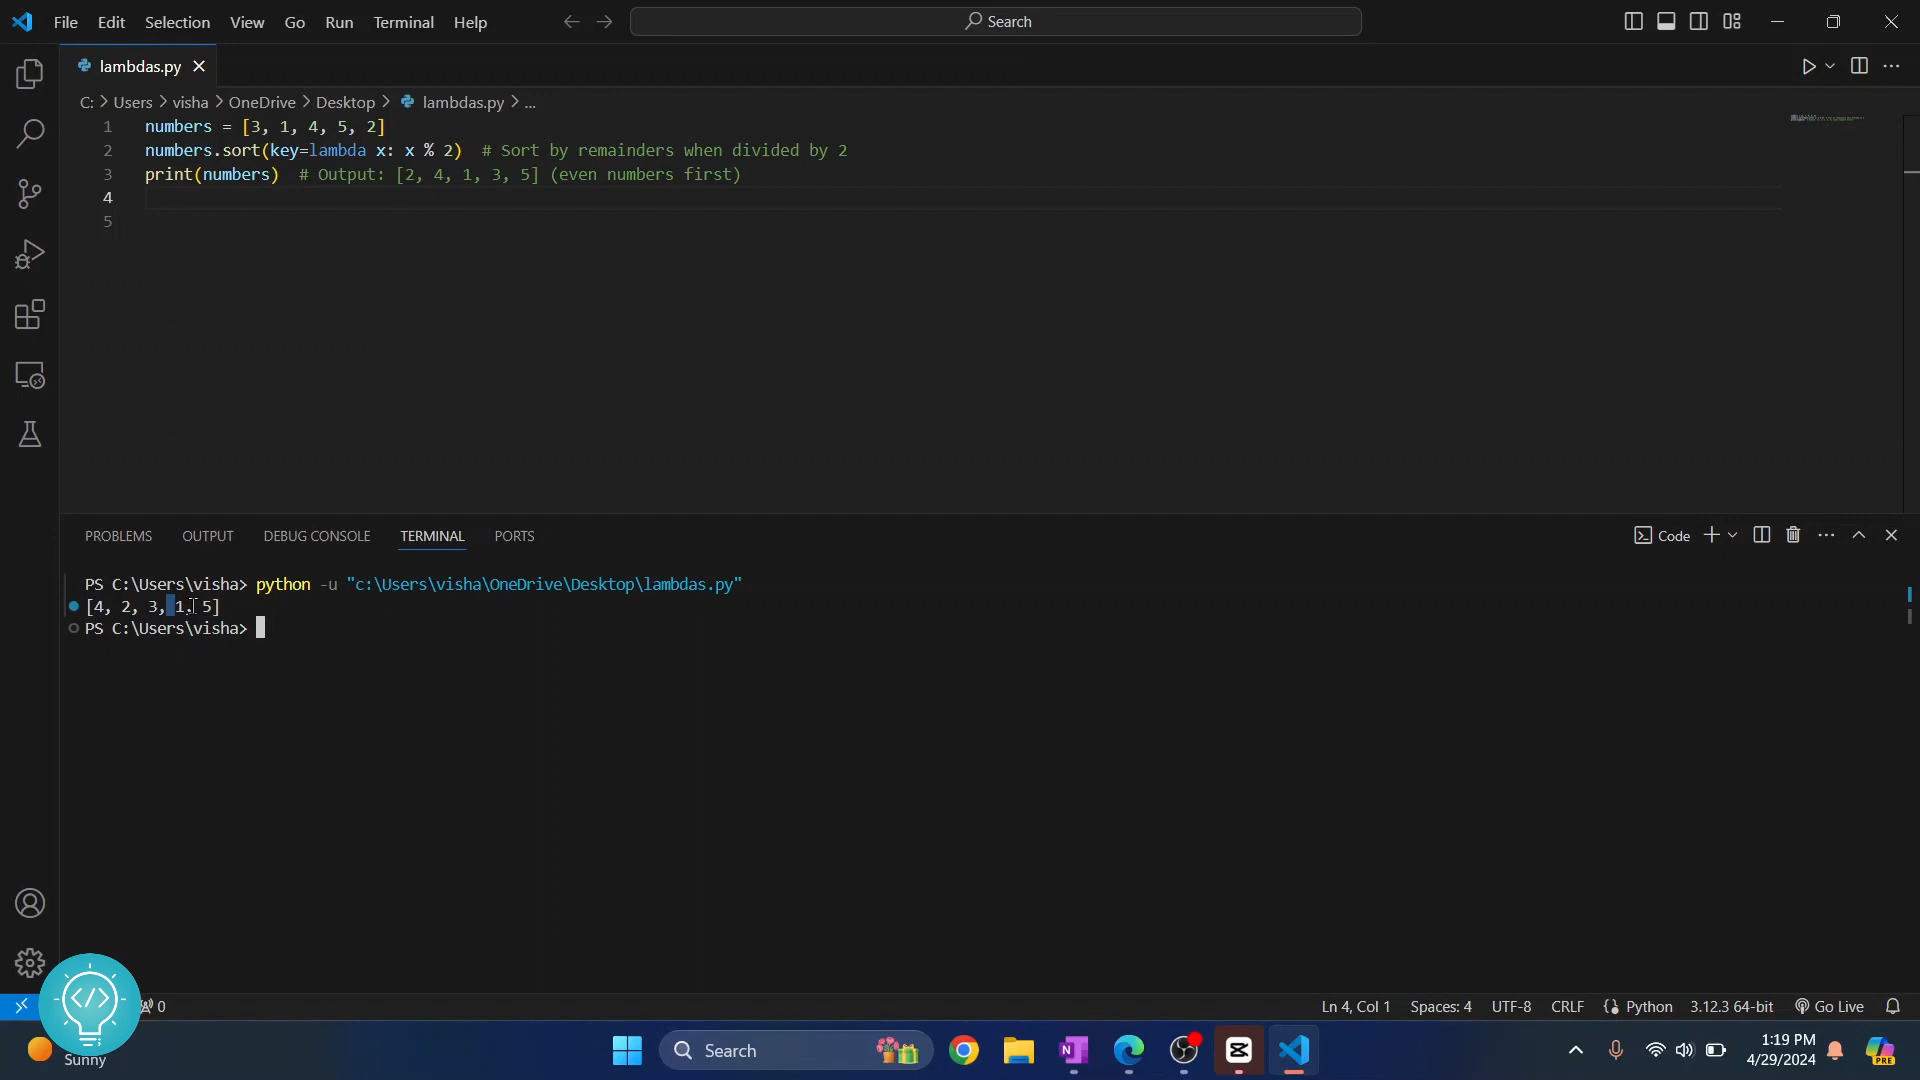 File Edit Selection View Go Run Terminal Help Search
lambdas.py
C: > Users > visha > OneDrive > Desktop > lambdas.py > ...
1 numbers = [3, 1, 4, 5, 2]
2 numbers.sort(key=lambda x: x % 2)  # Sort by remainders when divided by 2
3 print(numbers)  # Output: [2, 4, 1, 3, 5] (even numbers first)
4
5
PROBLEMS OUTPUT DEBUG CONSOLE TERMINAL PORTS Code
PS C:\Users\visha> python -u "c:\Users\visha\OneDrive\Desktop\lambdas.py"
[4, 2, 3, 1, 5]
PS C:\Users\visha>
0 Ln 4, Col 1 Spaces: 4 UTF-8 CRLF {} Python 3.12.3 64-bit Go Live
</>
Sunny
Search
PRE
1:19 PM
4/29/2024